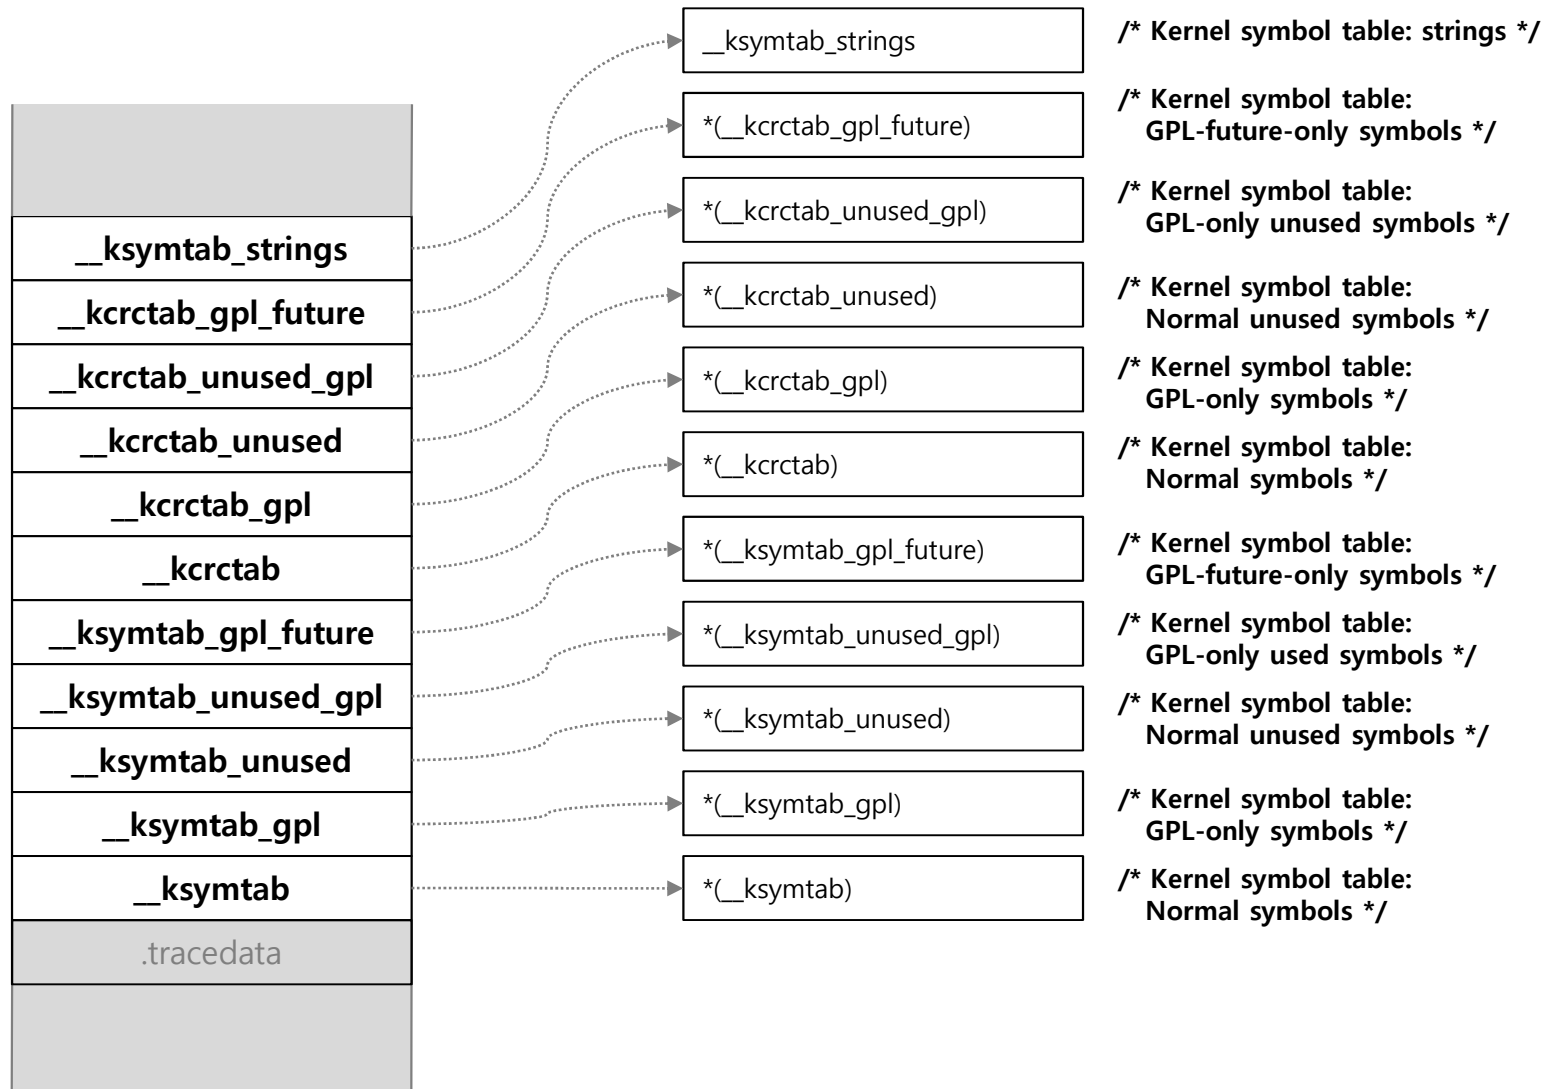 __ksymtab_strings
__kcrctab_gpl_future
__kcrctab_unused_gpl
__kcrctab_unused
__kcrctab_gpl
__kcrctab
__ksymtab_gpl_future
__ksymtab_unused_gpl
__ksymtab_unused
__ksymtab_gpl
__ksymtab
.tracedata
__ksymtab_strings
*(__kcrctab_gpl_future)
*(__kcrctab_unused_gpl)
*(__kcrctab_unused)
*(__kcrctab_gpl)
*(__kcrctab)
*(__ksymtab_gpl_future)
*(__ksymtab_unused_gpl)
*(__ksymtab_unused)
*(__ksymtab_gpl)
*(__ksymtab)
/* Kernel symbol table: strings */
/* Kernel symbol table:
GPL-future-only symbols */
/* Kernel symbol table:
GPL-only unused symbols */
/* Kernel symbol table:
Normal unused symbols */
/* Kernel symbol table:
GPL-only symbols */
/* Kernel symbol table:
Normal symbols */
/* Kernel symbol table:
GPL-future-only symbols */
/* Kernel symbol table:
GPL-only used symbols */
/* Kernel symbol table:
Normal unused symbols */
/* Kernel symbol table:
GPL-only symbols */
/* Kernel symbol table:
Normal symbols */